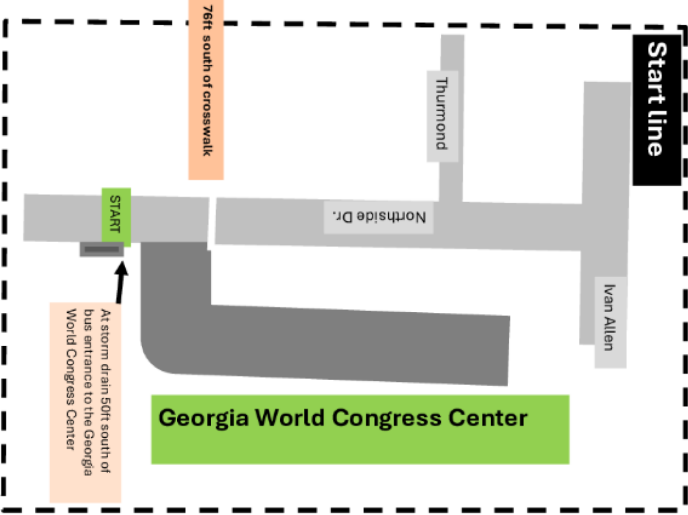 Start line
76ft south of crosswalk
Thurmond
START
Northside Dr.
Ivan Allen
At storm drain 50ft south of
bus entrance to the Georgia
World Congress Center
Georgia World Congress Center